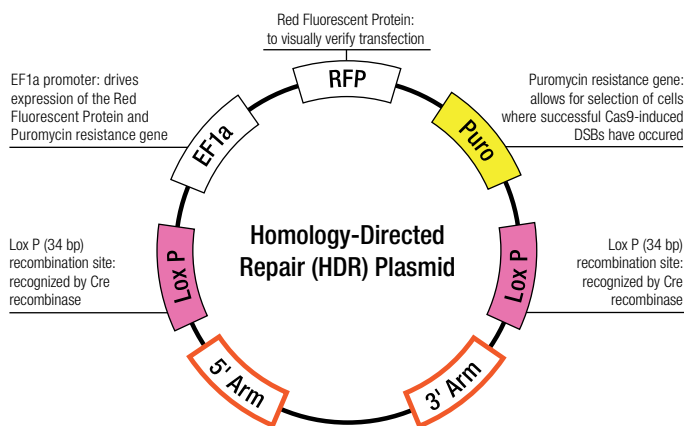 Red Fluorescent Protein:
to visually verify transfection
RFP
EF1a promoter: drives
expression of the Red
Fluorescent Protein and
Puromycin resistance gene
EF1a
Puromycin resistance gene:
allows for selection of cells
where successful Cas9-induced
DSBs have occured
Puro
Homology-Directed
Repair (HDR) Plasmid
Lox P (34 bp)
recombination site:
recognized by Cre
recombinase
Lox P
Lox P
Lox P (34 bp)
recombination site:
recognized by Cre
recombinase
5' Arm
3' Arm